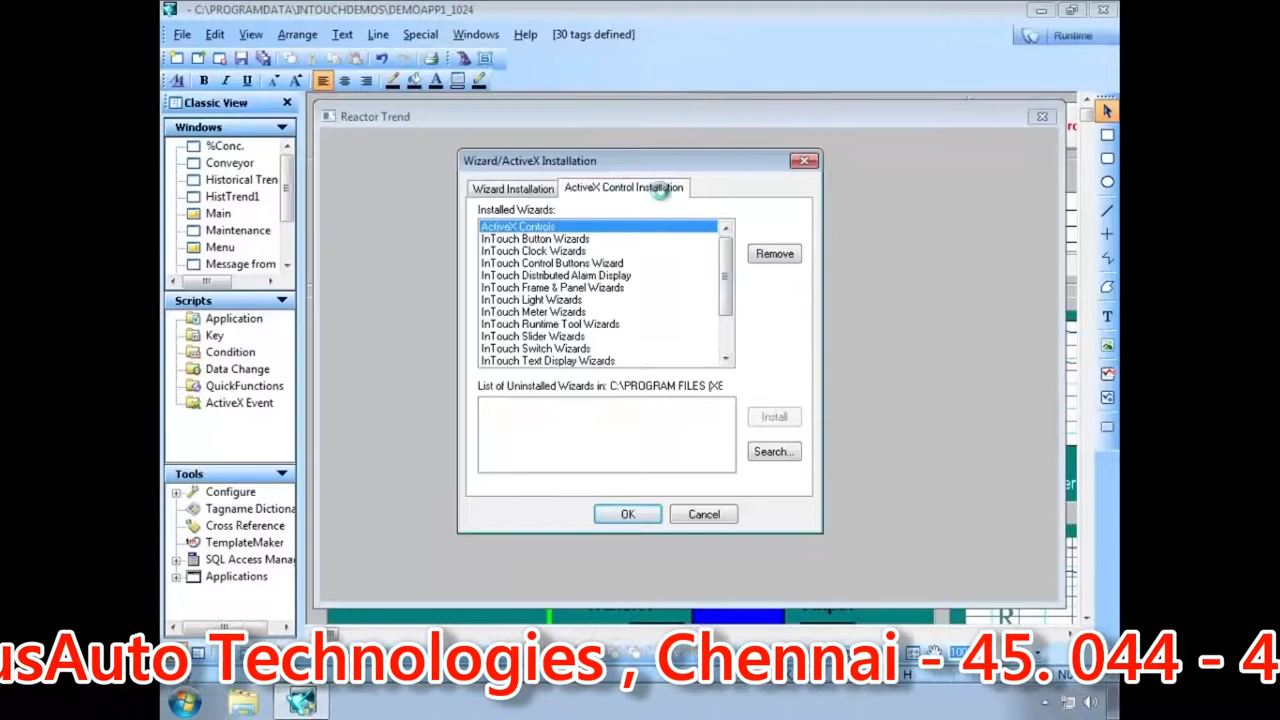 - C:\PROGRAMDATA\INTOUCHDEMOS\DEMOAPP1_1024
File Edit View Arrange Text Line Special Windows Help [30 tags defined]
Runtime
Classic View
Windows
%Conc.
Conveyor
Historical Tren
HistTrend1
Main
Maintenance
Menu
Message from
Scripts
Application
Key
Condition
Data Change
QuickFunctions
ActiveX Event
Tools
Configure
Tagname Dictiona
Cross Reference
TemplateMaker
SQL Access Mana
Applications
Reactor Trend
Wizard/ActiveX Installation
Wizard Installation
ActiveX Control Installation
Installed Wizards:
ActiveX Controls
InTouch Button Wizards
InTouch Clock Wizards
InTouch Control Buttons Wizard
InTouch Distributed Alarm Display
InTouch Frame & Panel Wizards
InTouch Light Wizards
InTouch Meter Wizards
InTouch Runtime Tool Wizards
InTouch Slider Wizards
InTouch Switch Wizards
InTouch Text Display Wizards
Remove
List of Uninstalled Wizards in: C:\PROGRAM FILES (X8
Install
Search...
OK
Cancel
usAuto Technologies , Chennai - 45. 044 - 4